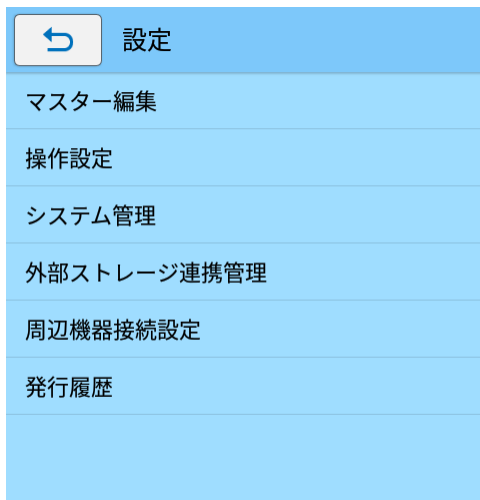 設定
マスター編集
操作設定
システム管理
外部ストレージ連携管理
周辺機器接続設定
発行履歴